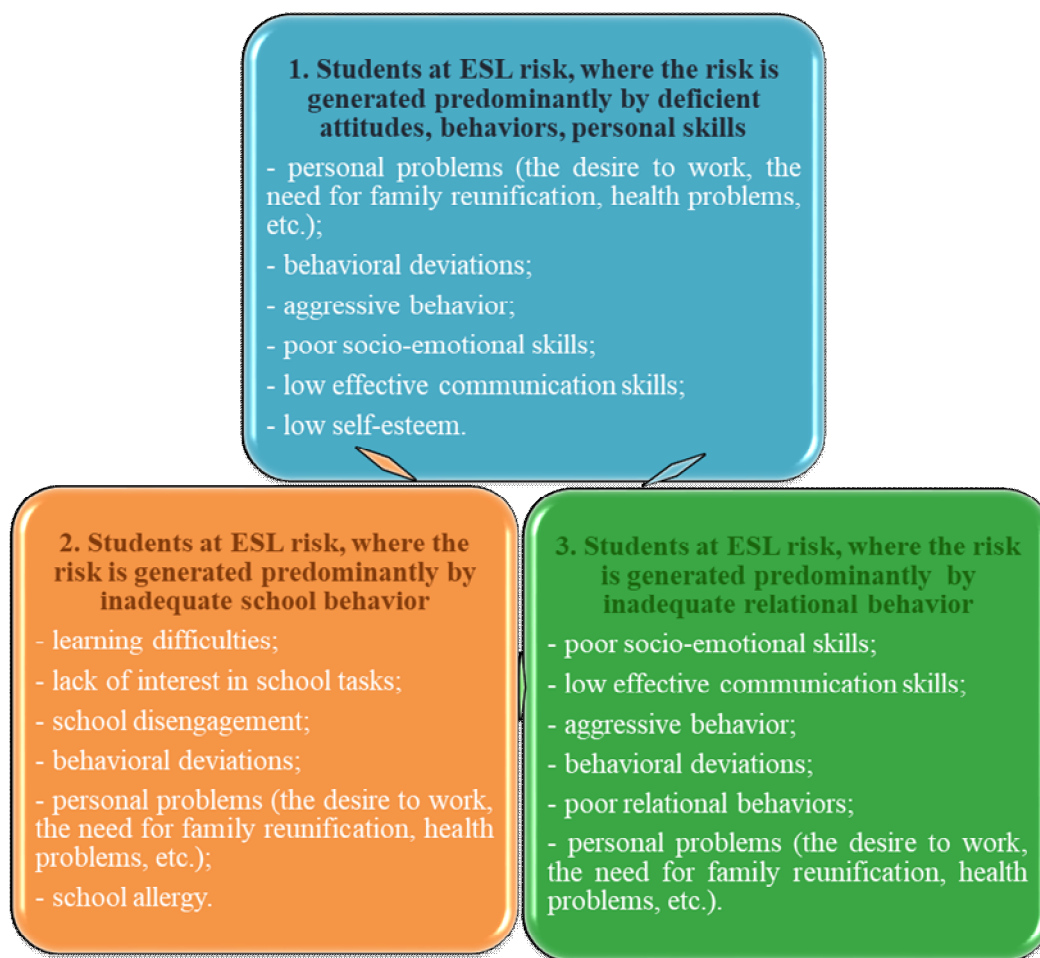 1. Students at ESL risk, where the risk is
generated predominantly by deficient
attitudes, behaviors, personal skills
- personal problems (the desire to work, the
need for family reunification, health problems,
etc.);
- behavioral deviations;
- aggressive behavior;
- poor socio-emotional skills;
- low effective communication skills;
- low self-esteem.
2. Students at ESL risk, where the
risk is generated predominantly by
inadequate school behavior
- learning difficulties;
- lack of interest in school tasks;
- school disengagement;
- behavioral deviations;
- personal problems (the desire to work,
the need for family reunification, health
problems, etc.);
- school allergy.
3. Students at ESL risk, where the risk
is generated predominantly by
inadequate relational behavior
- poor socio-emotional skills;
- low effective communication skills;
- aggressive behavior;
- behavioral deviations;
- poor relational behaviors;
- personal problems (the desire to work,
the need for family reunification, health
problems, etc.).